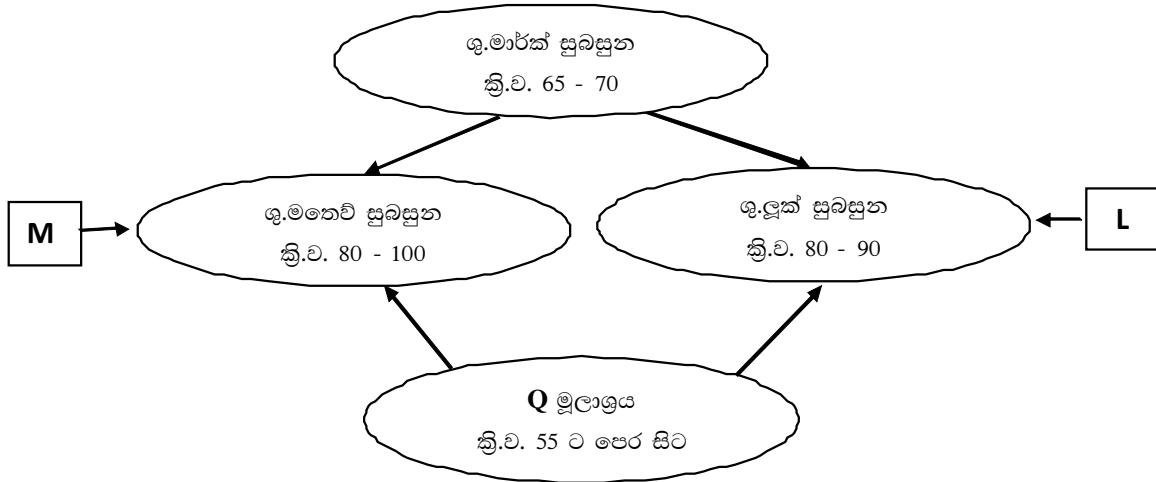 ශු.මාර්ක් සුබසුන
ක්‍රි.ව. 65 - 70
ශු.මතෙව් සුබසුන
ක්‍රි.ව. 80 - 100
ශු.ලූක් සුබසුන
ක්‍රි.ව. 80 - 90
M
L
Q මූලාශ්‍රය
ක්‍රි.ව. 55 ට පෙර සිට